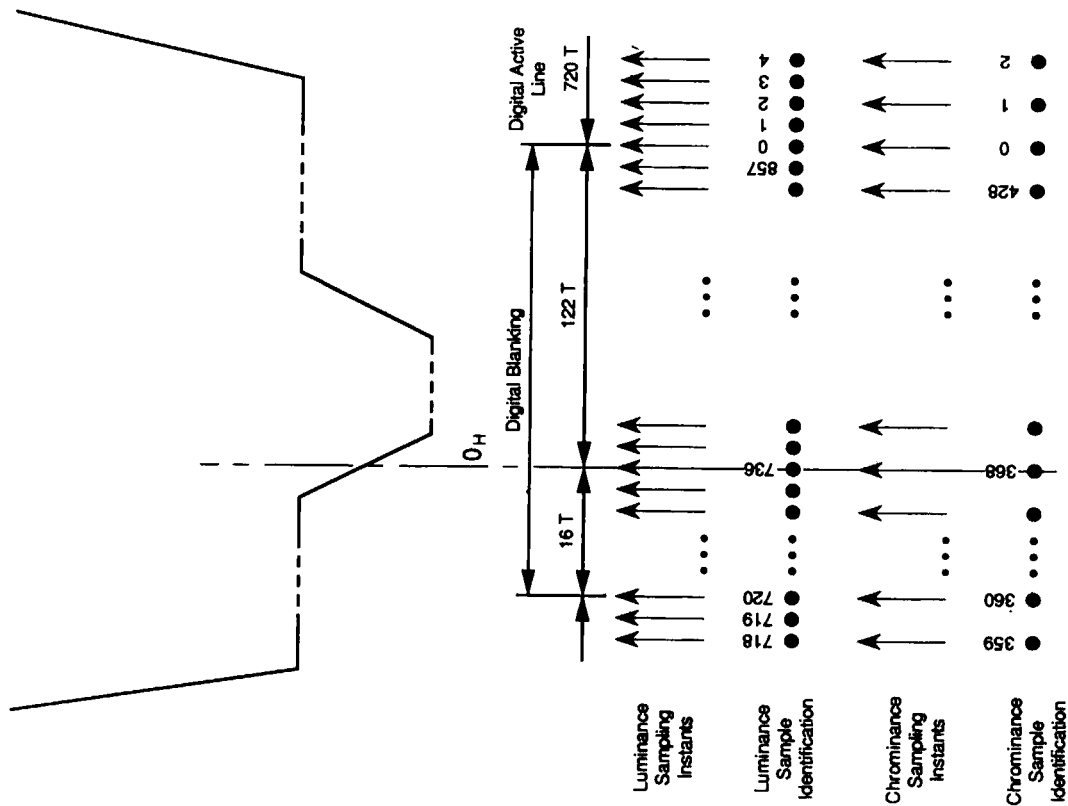 Digital Active
Line
720 T
Digital Blanking
122 T
0H
16 T
Luminance
Sampling
Instants
Luminance
Sample
Identification
718
719
720
736
857
0
1
2
3
4
Chrominance
Sampling
Instants
Chrominance
Sample
Identification
359
360
368
428
0
1
2